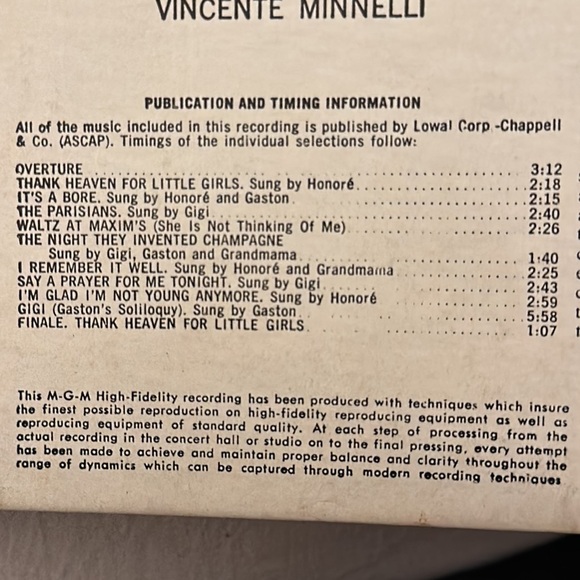 VINCENTE MINNELLI
PUBLICATION AND TIMING INFORMATION
All of the music included in this recording is published by Lowal Corp -Chappell
& Co. (ASCAP). Timings of the individual selections follow:
OVERTURE 3:12
THANK HEAVEN FOR LITTLE GIRLS. Sung by Honoré 2:18
IT'S A BORE. Sung by Honoré and Gaston 2:15
THE PARISIANS. Sung by Gigi 2:40
WALTZ AT MAXIM'S (She Is Not Thinking Of Me) 2:26
THE NIGHT THEY INVENTED CHAMPAGNE
Sung by Gigi, Gaston and Grandmama 1:40
I REMEMBER IT WELL. Sung by Honoré and Grandmama 2:25
SAY A PRAYER FOR ME TONIGHT. Sung by Gigi 2:43
I'M GLAD I'M NOT YOUNG ANYMORE. Sung by Honoré 2:59
GIGI (Gaston's Soliloquy). Sung by Gaston 5:58
FINALE. THANK HEAVEN FOR LITTLE GIRLS 1:07
This M-G-M High-Fidelity recording has been produced with techniques which insure
the finest possible reproduction on high-fidelity reproducing equipment as well as
reproducing equipment of standard quality. At each step of processing from the
actual recording in the concert hall or studio on to the final pressing, every attempt
has been made to achieve and maintain proper balance and clarity throughout the
range of dynamics which can be captured through modern recording techniques